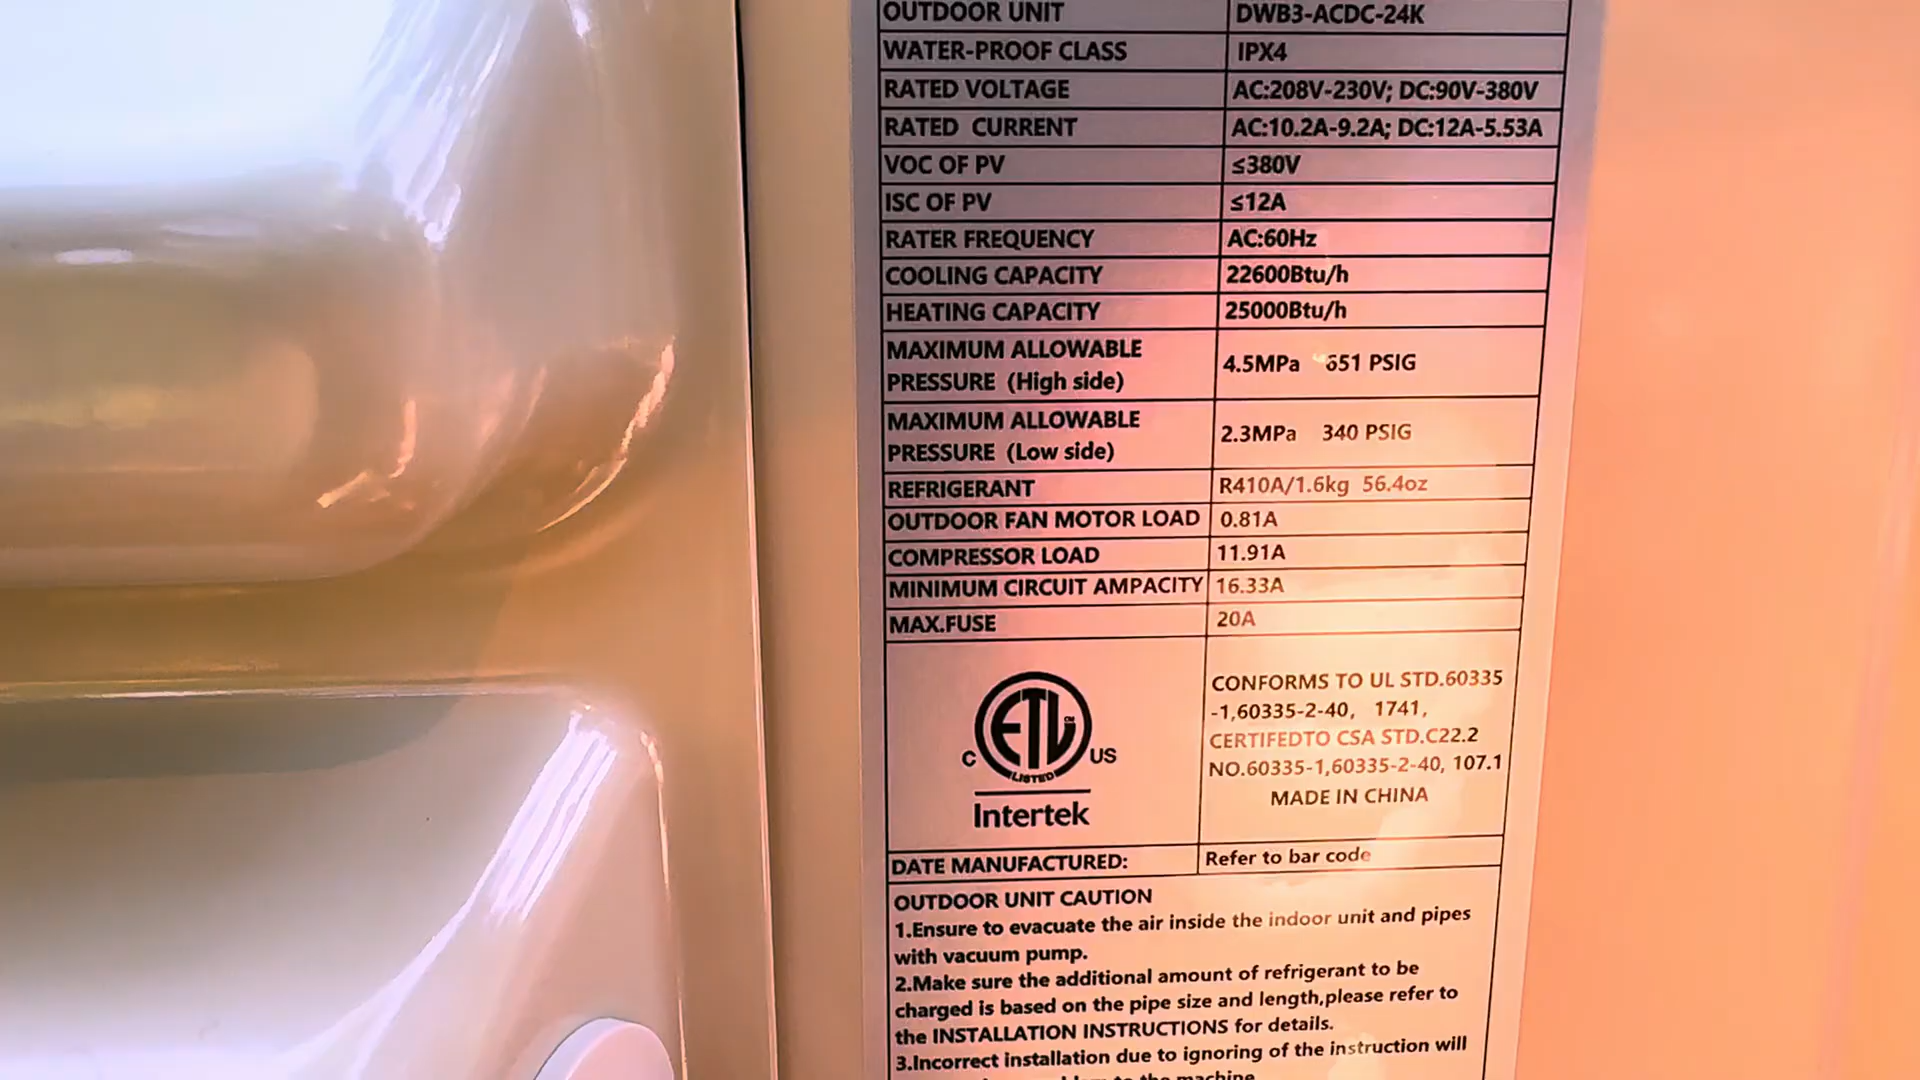 OUTDOOR UNIT DWB3-ACDC-24K
WATER-PROOF CLASS IPX4
RATED VOLTAGE AC:208V-230V; DC:90V-380V
RATED CURRENT AC:10.2A-9.2A; DC:12A-5.53A
VOC OF PV ≤380V
ISC OF PV ≤12A
RATER FREQUENCY AC:60Hz
COOLING CAPACITY 22600Btu/h
HEATING CAPACITY 25000Btu/h
MAXIMUM ALLOWABLE
PRESSURE (High side) 4.5MPa 651 PSIG
MAXIMUM ALLOWABLE
PRESSURE (Low side) 2.3MPa 340 PSIG
REFRIGERANT R410A/1.6kg 56.4oz
OUTDOOR FAN MOTOR LOAD 0.81A
COMPRESSOR LOAD 11.91A
MINIMUM CIRCUIT AMPACITY 16.33A
MAX.FUSE 20A
ETL CM
LISTED
C US
Intertek
CONFORMS TO UL STD.60335
-1,60335-2-40, 1741,
CERTIFEDTO CSA STD.C22.2
NO.60335-1,60335-2-40, 107.1
MADE IN CHINA
DATE MANUFACTURED: Refer to bar code
OUTDOOR UNIT CAUTION
1.Ensure to evacuate the air inside the indoor unit and pipes
with vacuum pump.
2.Make sure the additional amount of refrigerant to be
charged is based on the pipe size and length,please refer to
the INSTALLATION INSTRUCTIONS for details.
3.Incorrect installation due to ignoring of the instruction will
to the machine.